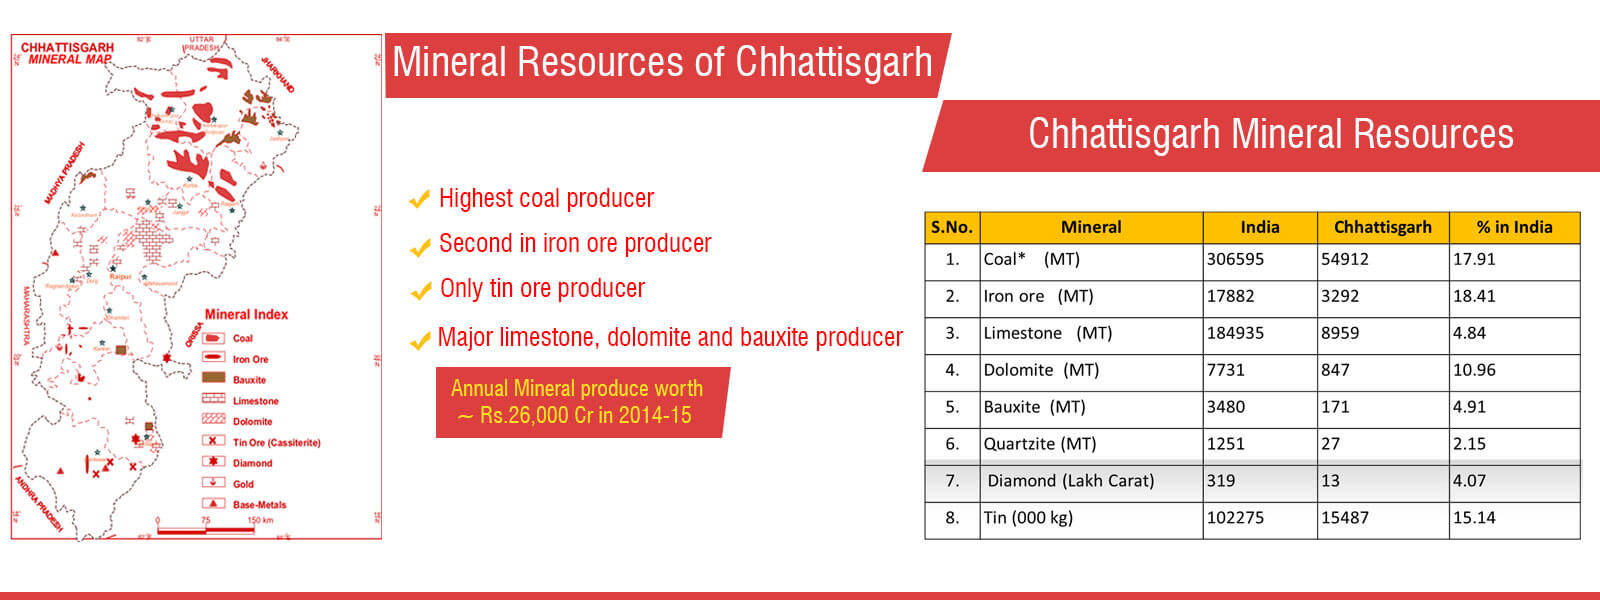 CHHATTISGARH
MINERAL MAP
UTTAR
PRADESH
JHARKHAND
MADHYA PRADESH
MAHARASHTRA
ORISSA
ANDHRA PRADESH
Raipur
Mineral Index
Coal
Iron Ore
Bauxite
Limestone
Dolomite
Tin Ore (Cassiterite)
Diamond
Gold
Base-Metals
0 75 150 km
Mineral Resources of Chhattisgarh
Highest coal producer
Second in iron ore producer
Only tin ore producer
Major limestone, dolomite and bauxite producer
Annual Mineral produce worth
~ Rs.26,000 Cr in 2014-15
Chhattisgarh Mineral Resources
S.No. Mineral India Chhattisgarh % in India
1. Coal* (MT) 306595 54912 17.91
2. Iron ore (MT) 17882 3292 18.41
3. Limestone (MT) 184935 8959 4.84
4. Dolomite (MT) 7731 847 10.96
5. Bauxite (MT) 3480 171 4.91
6. Quartzite (MT) 1251 27 2.15
7. Diamond (Lakh Carat) 319 13 4.07
8. Tin (000 kg) 102275 15487 15.14